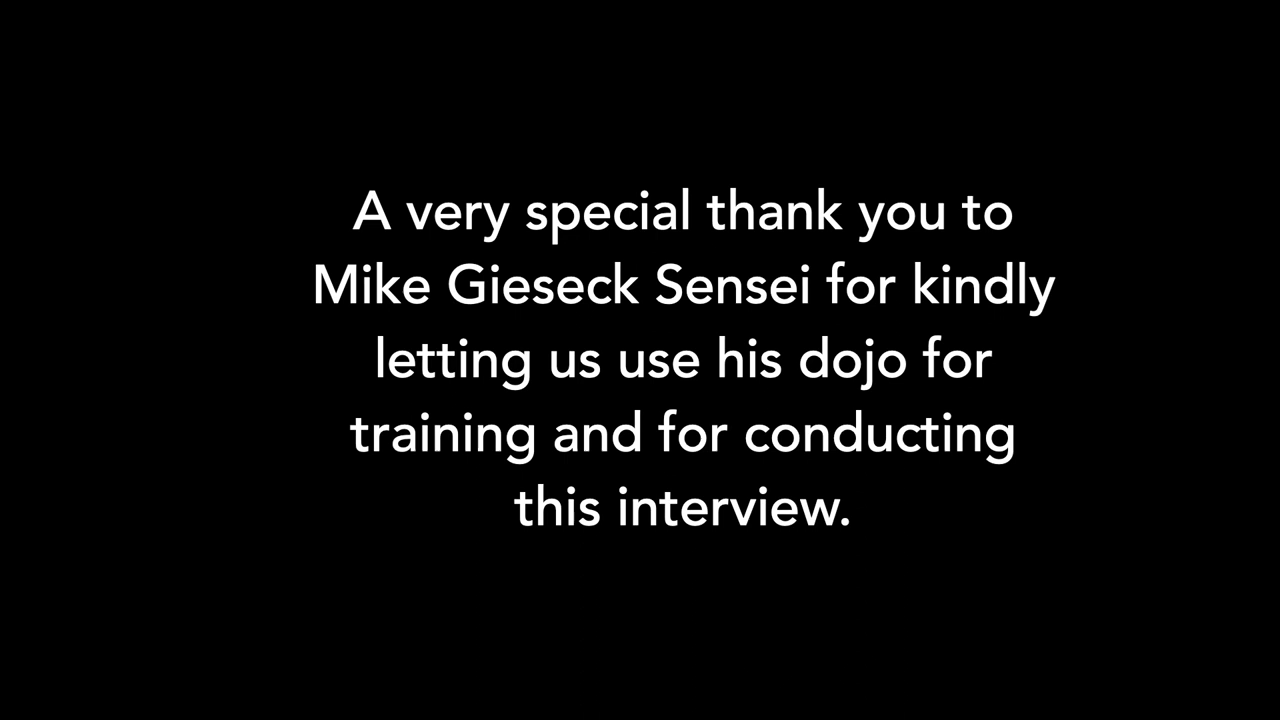 A very special thank you to
Mike Gieseck Sensei for kindly
letting us use his dojo for
training and for conducting
this interview.